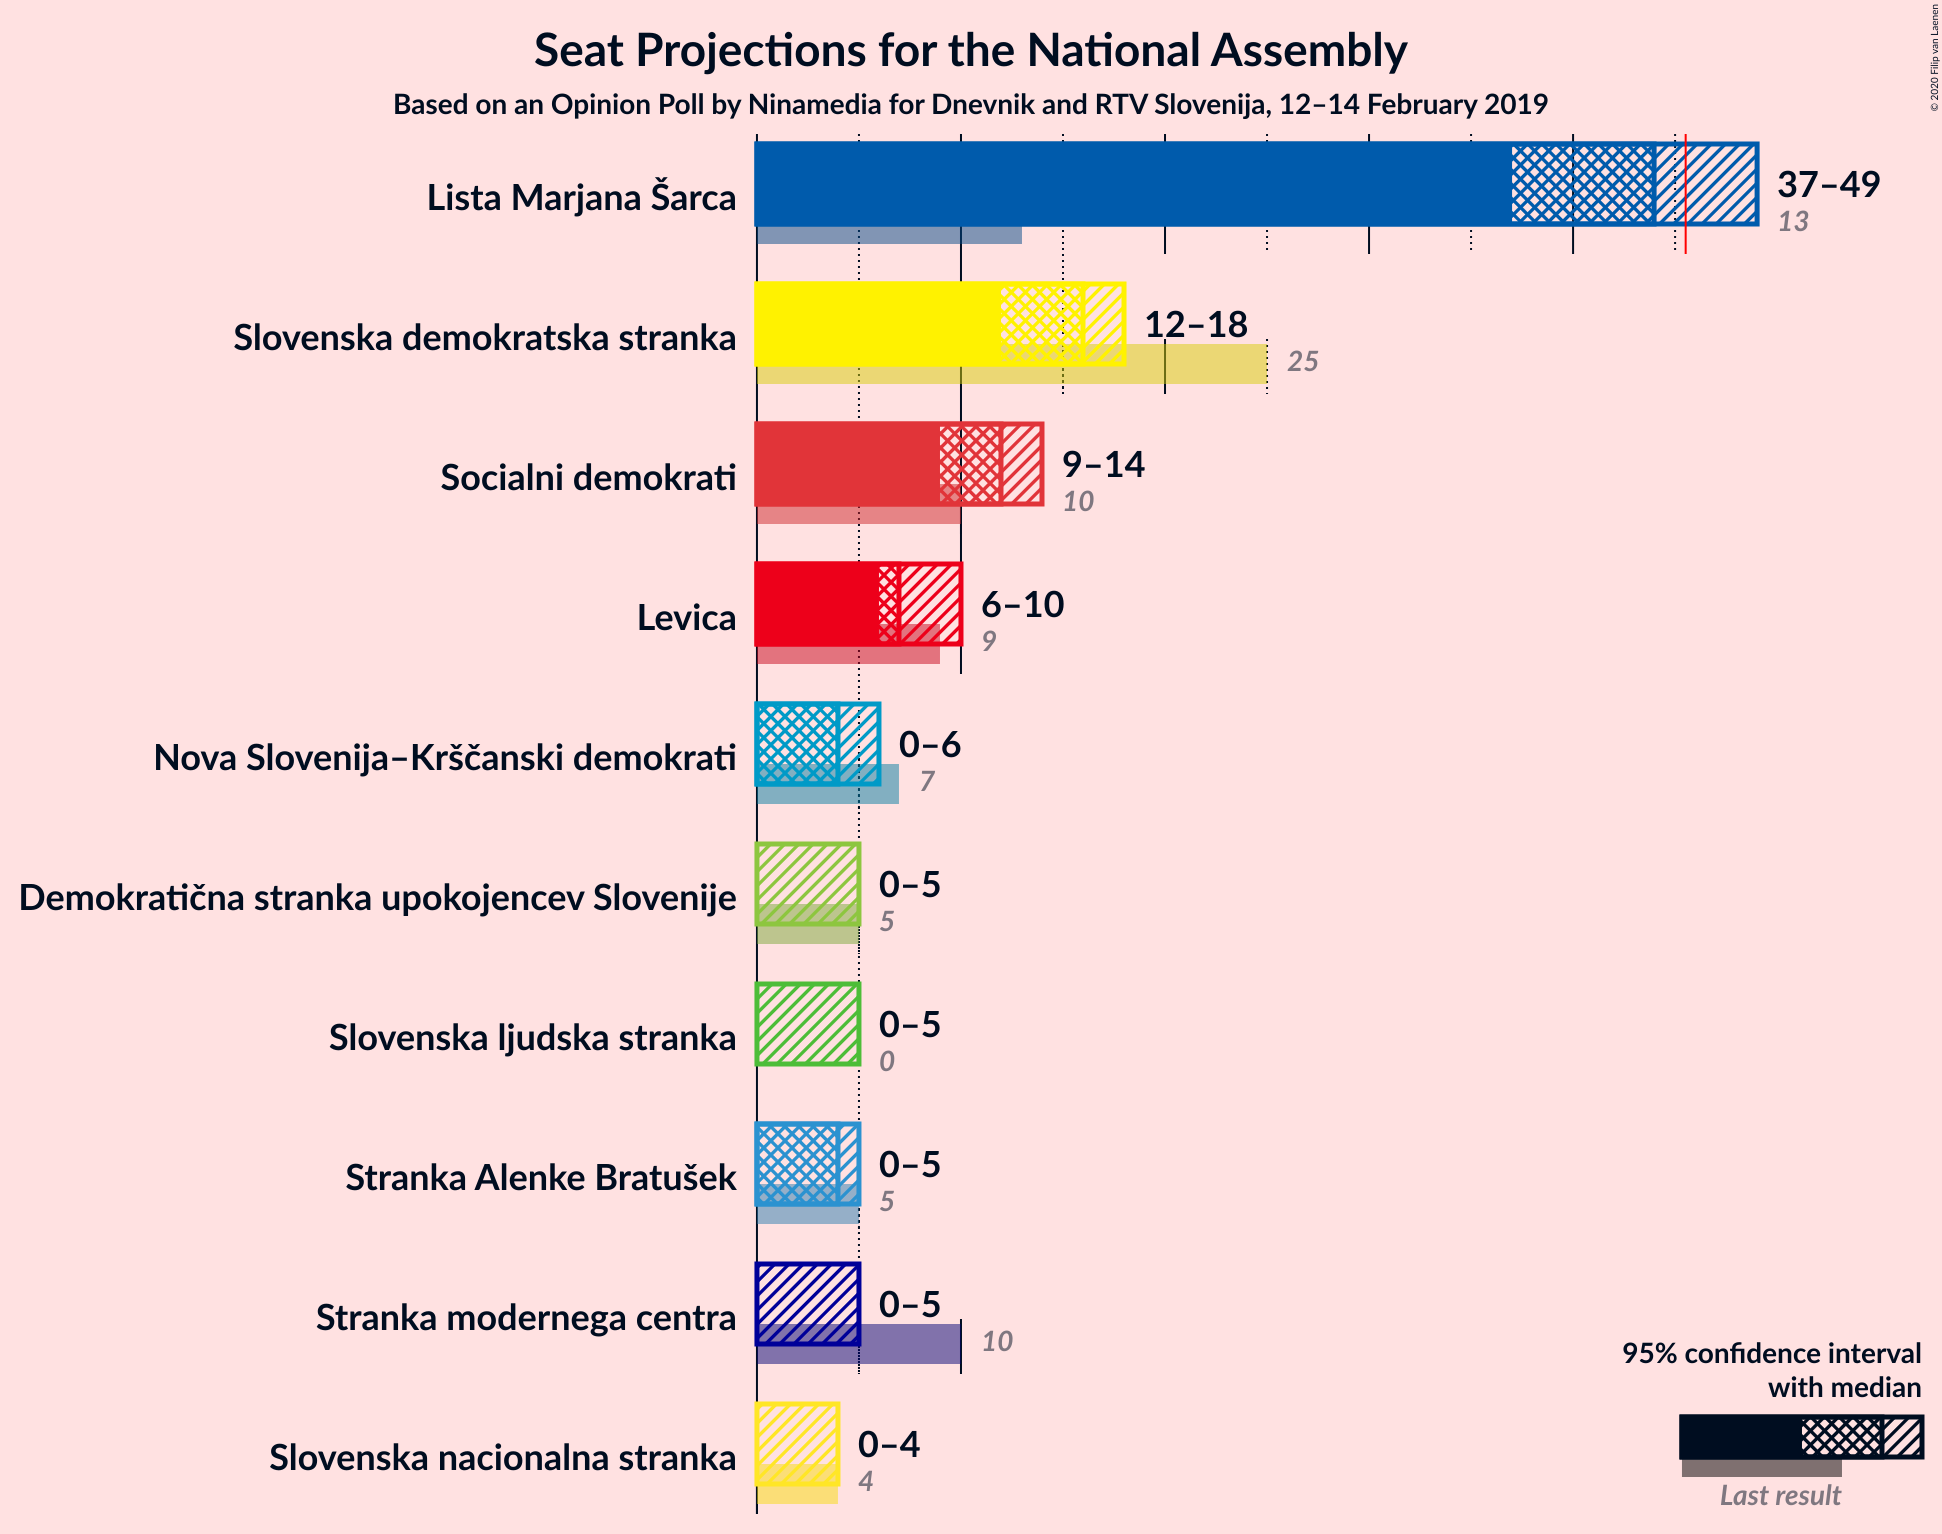 Seat Projections for the National Assembly
Based on an Opinion Poll by Ninamedia for Dnevnik and RTV Slovenija, 12–14 February 2019
© 2020 Filip van Laenen
Lista Marjana Šarca
37–49
13
Slovenska demokratska stranka
12–18
25
Socialni demokrati
9–14
10
Levica
6–10
9
Nova Slovenija–Krščanski demokrati
0–6
7
Demokratična stranka upokojencev Slovenije
0–5
5
Slovenska ljudska stranka
0–5
0
Stranka Alenke Bratušek
0–5
5
Stranka modernega centra
0–5
10
Slovenska nacionalna stranka
0–4
4
95% confidence interval
with median
Last result